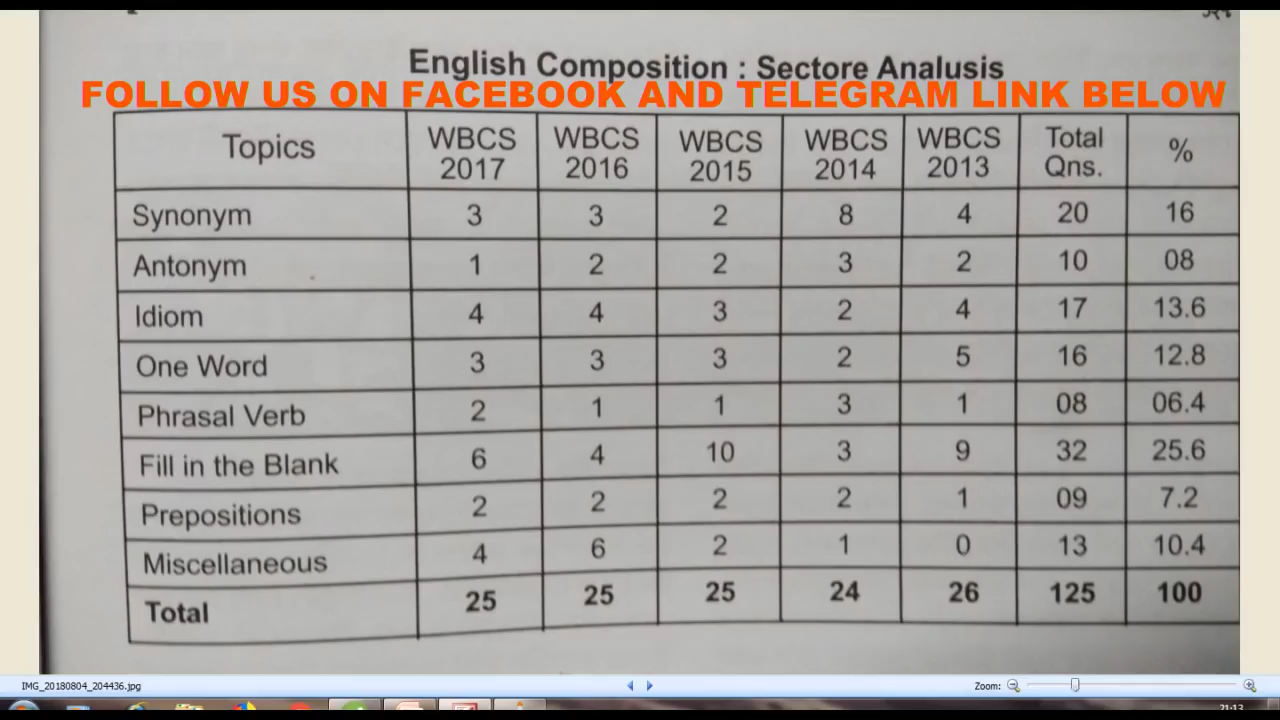 English Composition : Sectore Analusis
FOLLOW US ON FACEBOOK AND TELEGRAM LINK BELOW
Topics WBCS 2017 WBCS 2016 WBCS 2015 WBCS 2014 WBCS 2013 Total Qns. %
Synonym 3 3 2 8 4 20 16
Antonym 1 2 2 3 2 10 08
Idiom 4 4 3 2 4 17 13.6
One Word 3 3 3 2 5 16 12.8
Phrasal Verb 2 1 1 3 1 08 06.4
Fill in the Blank 6 4 10 3 9 32 25.6
Prepositions 2 2 2 2 1 09 7.2
Miscellaneous 4 6 2 1 0 13 10.4
Total 25 25 25 24 26 125 100
IMG_20180804_204436.jpg Zoom:
21:13